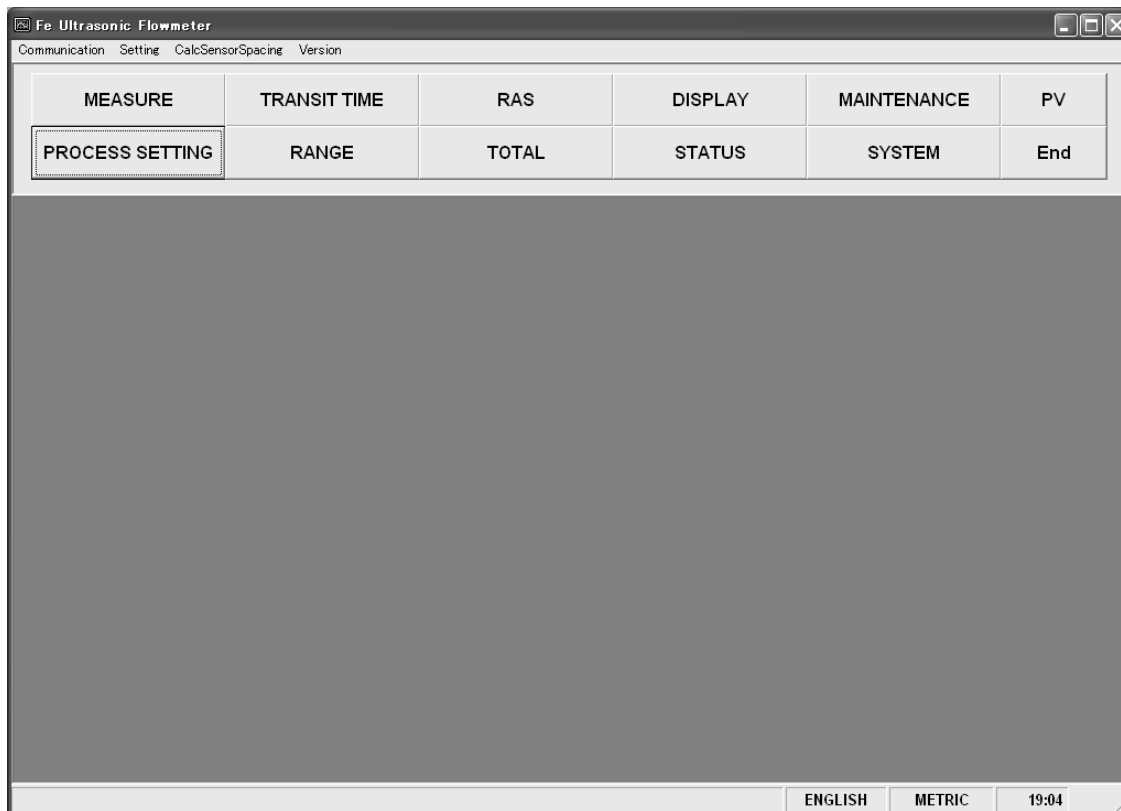 Fe Ultrasonic Flowmeter
Communication Setting CalcSensorSpacing Version
MEASURE TRANSIT TIME RAS DISPLAY MAINTENANCE PV
PROCESS SETTING RANGE TOTAL STATUS SYSTEM End
ENGLISH METRIC 19:04